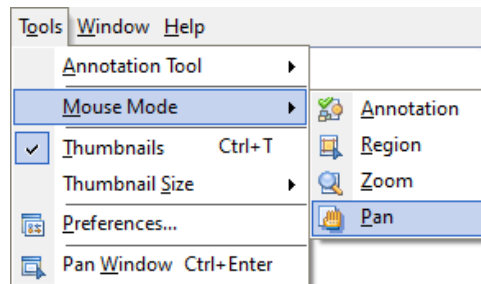 Tools Window Help
Annotation Tool
Mouse Mode
Thumbnails Ctrl+T
Thumbnail Size
Preferences...
Pan Window Ctrl+Enter
Annotation
Region
Zoom
Pan